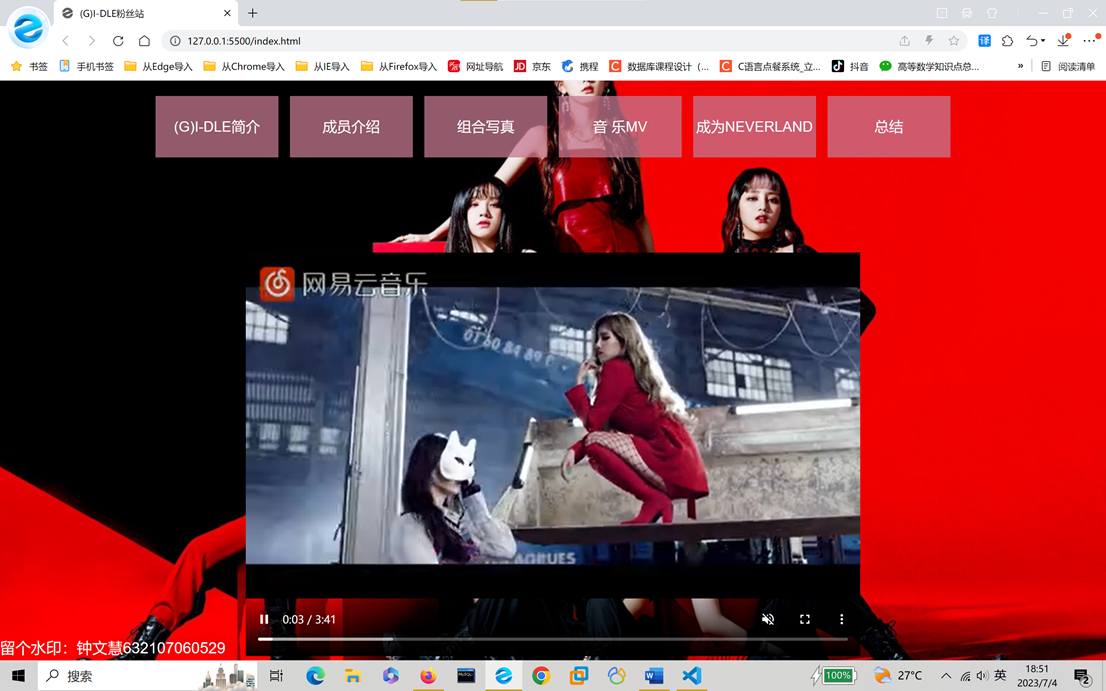 (G)I-DLE粉丝站
127.0.0.1:5500/index.html
译
书签
手机书签
从Edge导入
从Chrome导入
从IE导入
从Firefox导入
网址导航
JD 京东
携程
C 数据库课程设计（...
C C语言点餐系统_立...
抖音
高等数学知识点总...
»
阅读清单
(G)I-DLE简介
成员介绍
组合写真
音 乐MV
成为NEVERLAND
总结
网易云音乐
0:03 / 3:41
留个水印：钟文慧632107060529
搜索
100%
27°C
英
18:51
2023/7/4
2